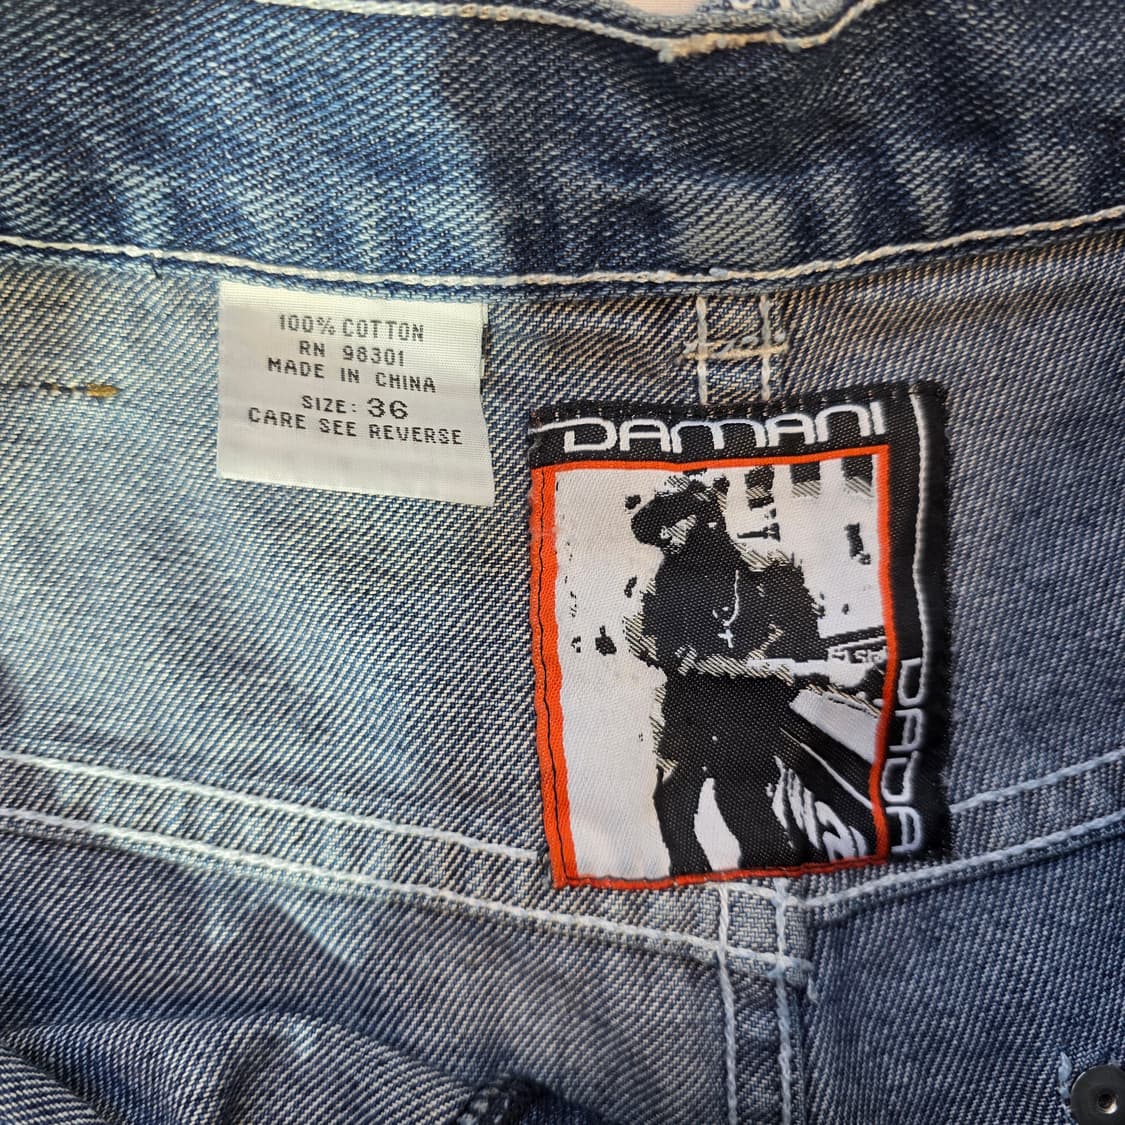 100% COTTON
RN 98301
MADE IN CHINA
SIZE: 36
CARE SEE REVERSE
DAMANI
DADA